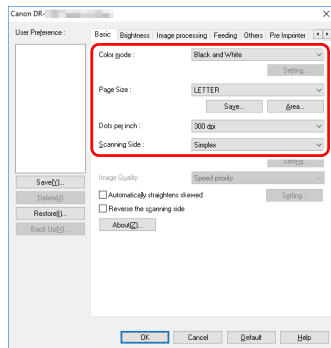 Canon DR-
User Preference :
Basic Brightness Image processing Feeding Others Pre Imprinter
Color mode : Black and White
Setting...
Page Size : LETTER
Save... Area...
Dots per inch : 300 dpi
Scanning Side : Simplex
Setting...
Image Quality : Speed priority
Automatically straightens skewed Setting...
Reverse the scanning side
About(Z)...
Save(Y)...
Delete(J)
Restore(I)...
Back Up(X)...
OK Cancel Default Help